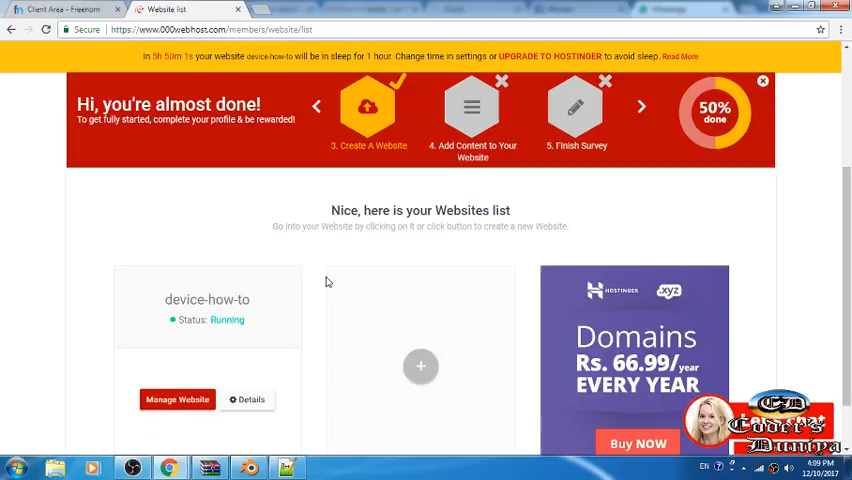 Client Area - Freenom
Website list
Secure
https://www.000webhost.com/members/website/list
In 5h 50m 1s your website device-how-to will be in sleep for 1 hour. Change time in settings or UPGRADE TO HOSTINGER to avoid sleep. Read More
Hi, you're almost done!
To get fully started, complete your profile & be rewarded!
3. Create A Website
4. Add Content to Your
Website
5. Finish Survey
50%
done
Nice, here is your Websites list
Go into your Website by clicking on it or click button to create a new Website.
device-how-to
Status: Running
Manage Website
Details
HOSTINGER
.xyz
Domains
Rs. 66.99/year
EVERY YEAR
Buy NOW
CD
Coder's
Duniya
EN
4:09 PM
12/10/2017